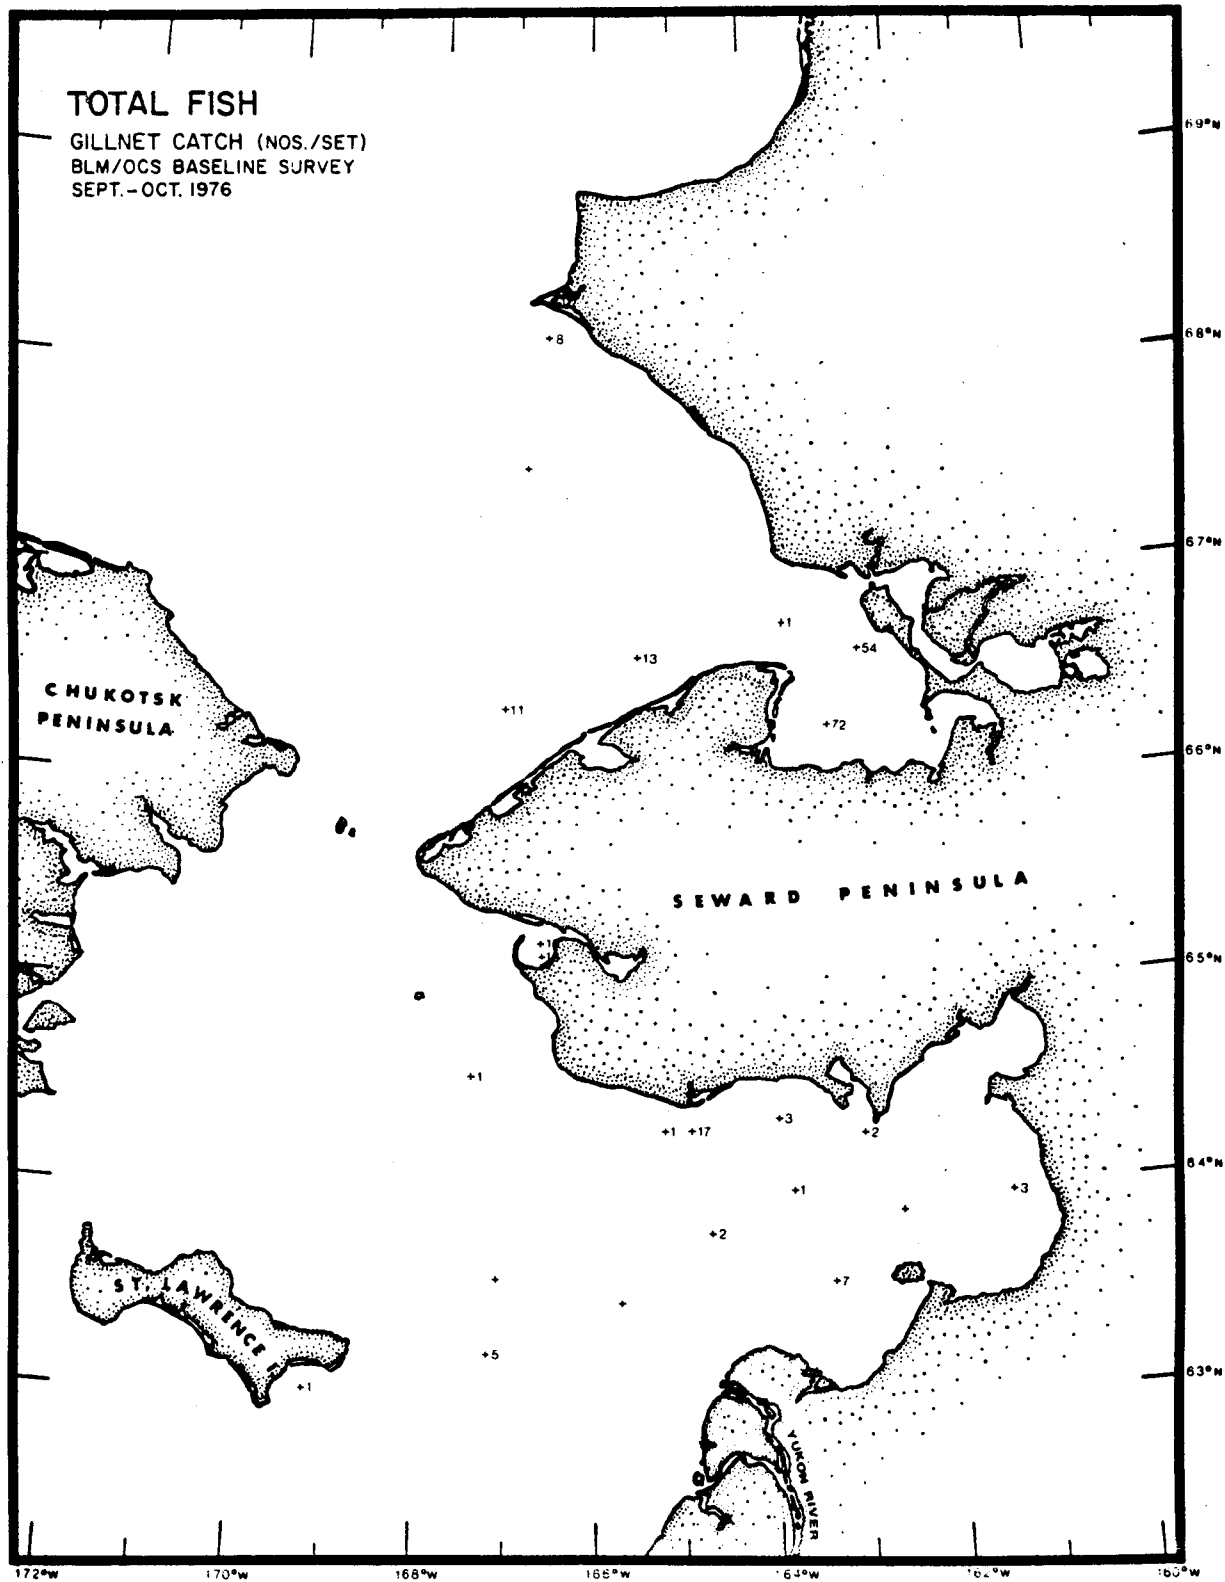 TOTAL FISH
GILLNET CATCH (NOS./SET)
BLM/OCS BASELINE SURVEY
SEPT.-OCT. 1976
69°N
+8
68°N
+
67°N
+1
+13
+54
CHUKOTSK
PENINSULA
+11
+72
66°N
SEWARD PENINSULA
+1
+1
65°N
+1
+1 +17
+3
+2
64°N
+1
+3
+
+2
+
+7
+
ST. LAWRENCE I.
+5
63°N
+1
YUKON RIVER
172°W 170°W 168°W 166°W 164°W 162°W 160°W